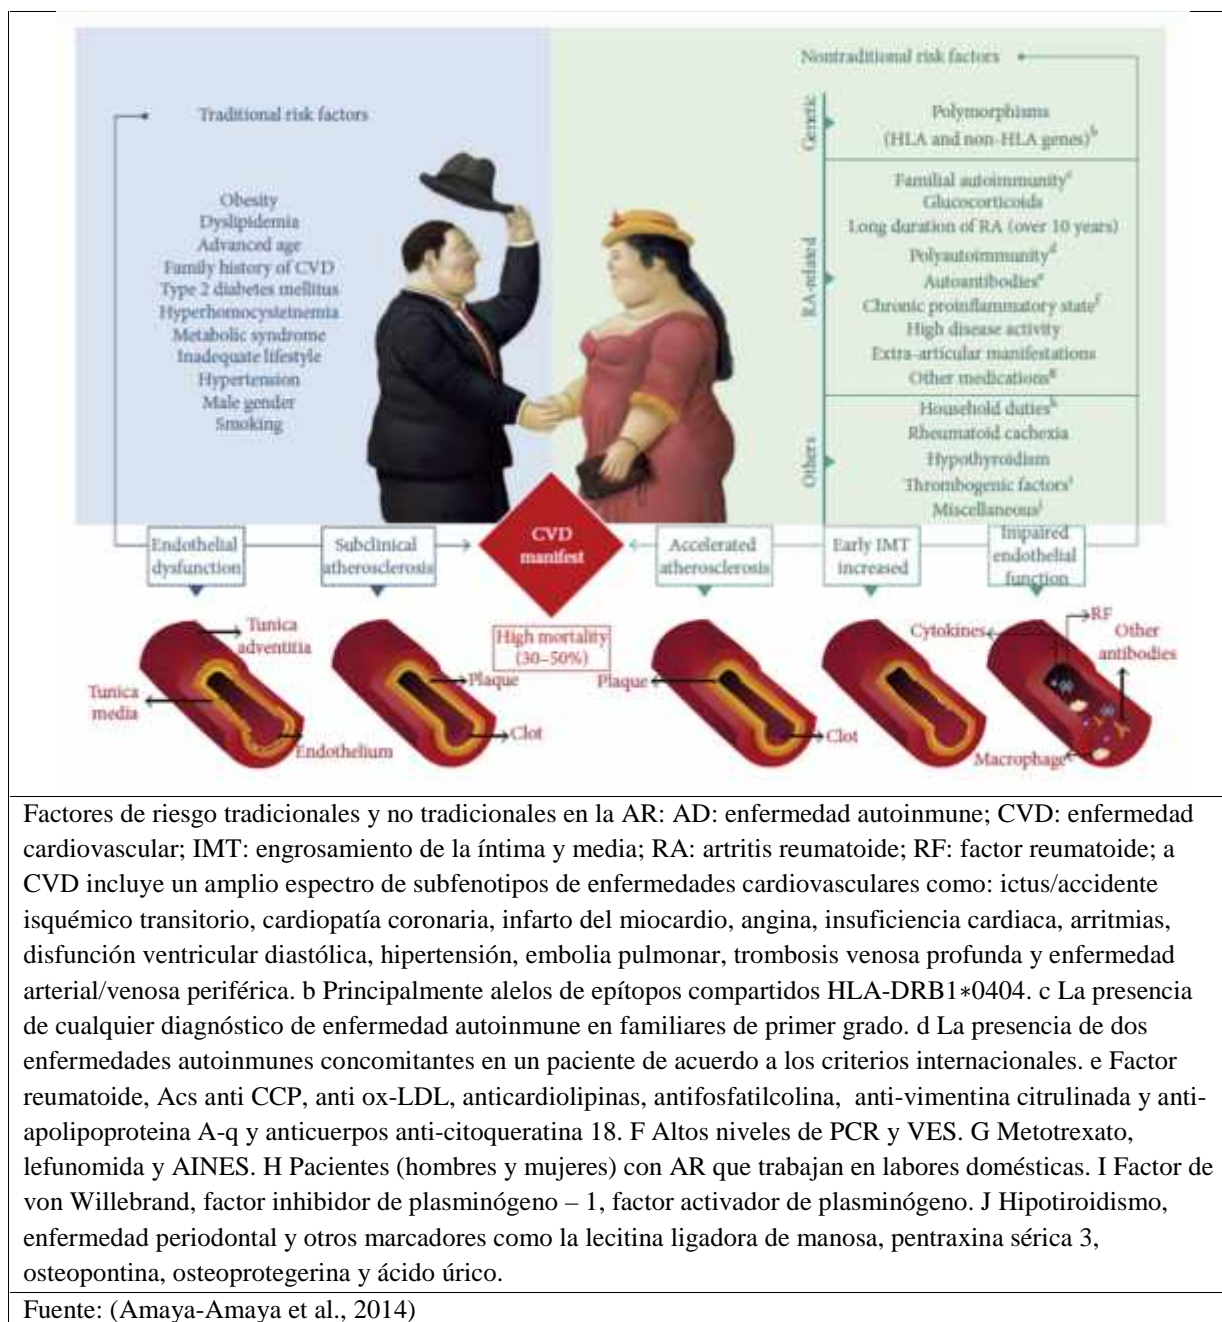 Nontraditional risk factors
Traditional risk factors
Obesity
Dyslipidemia
Advanced age
Family history of CVD
Type 2 diabetes mellitus
Hyperhomocysteinemia
Metabolic syndrome
Inadequate lifestyle
Hypertension
Male gender
Smoking
Genetic
Polymorphisms
(HLA and non-HLA genes)b
RA-related
Familial autoimmunityc
Glucocorticoids
Long duration of RA (over 10 years)
Polyautoimmunityd
Autoantibodiese
Chronic proinflammatory statef
High disease activity
Extra-articular manifestations
Other medicationsg
Others
Household dutiesh
Rheumatoid cachexia
Hypothyroidism
Thrombogenic factorsi
Miscellaneousj
Endothelial
dysfunction
Subclinical
atherosclerosis
CVD
manifest
Accelerated
atherosclerosis
Early IMT
increased
Impaired
endothelial
function
High mortality
(30–50%)
Tunica
adventitia
Tunica
media
Endothelium
Plaque
Clot
Plaque
Clot
Cytokines
RF
Other
antibodies
Macrophage
Factores de riesgo tradicionales y no tradicionales en la AR: AD: enfermedad autoinmune; CVD: enfermedad
cardiovascular; IMT: engrosamiento de la íntima y media; RA: artritis reumatoide; RF: factor reumatoide; a
CVD incluye un amplio espectro de subfenotipos de enfermedades cardiovasculares como: ictus/accidente
isquémico transitorio, cardiopatía coronaria, infarto del miocardio, angina, insuficiencia cardiaca, arritmias,
disfunción ventricular diastólica, hipertensión, embolia pulmonar, trombosis venosa profunda y enfermedad
arterial/venosa periférica. b Principalmente alelos de epítopos compartidos HLA-DRB1∗0404. c La presencia
de cualquier diagnóstico de enfermedad autoinmune en familiares de primer grado. d La presencia de dos
enfermedades autoinmunes concomitantes en un paciente de acuerdo a los criterios internacionales. e Factor
reumatoide, Acs anti CCP, anti ox-LDL, anticardiolipinas, antifosfatilcolina, anti-vimentina citrulinada y anti-
apolipoproteina A-q y anticuerpos anti-citoqueratina 18. F Altos niveles de PCR y VES. G Metotrexato,
lefunomida y AINES. H Pacientes (hombres y mujeres) con AR que trabajan en labores domésticas. I Factor de
von Willebrand, factor inhibidor de plasminógeno – 1, factor activador de plasminógeno. J Hipotiroidismo,
enfermedad periodontal y otros marcadores como la lecitina ligadora de manosa, pentraxina sérica 3,
osteopontina, osteoprotegerina y ácido úrico.
Fuente: (Amaya-Amaya et al., 2014)